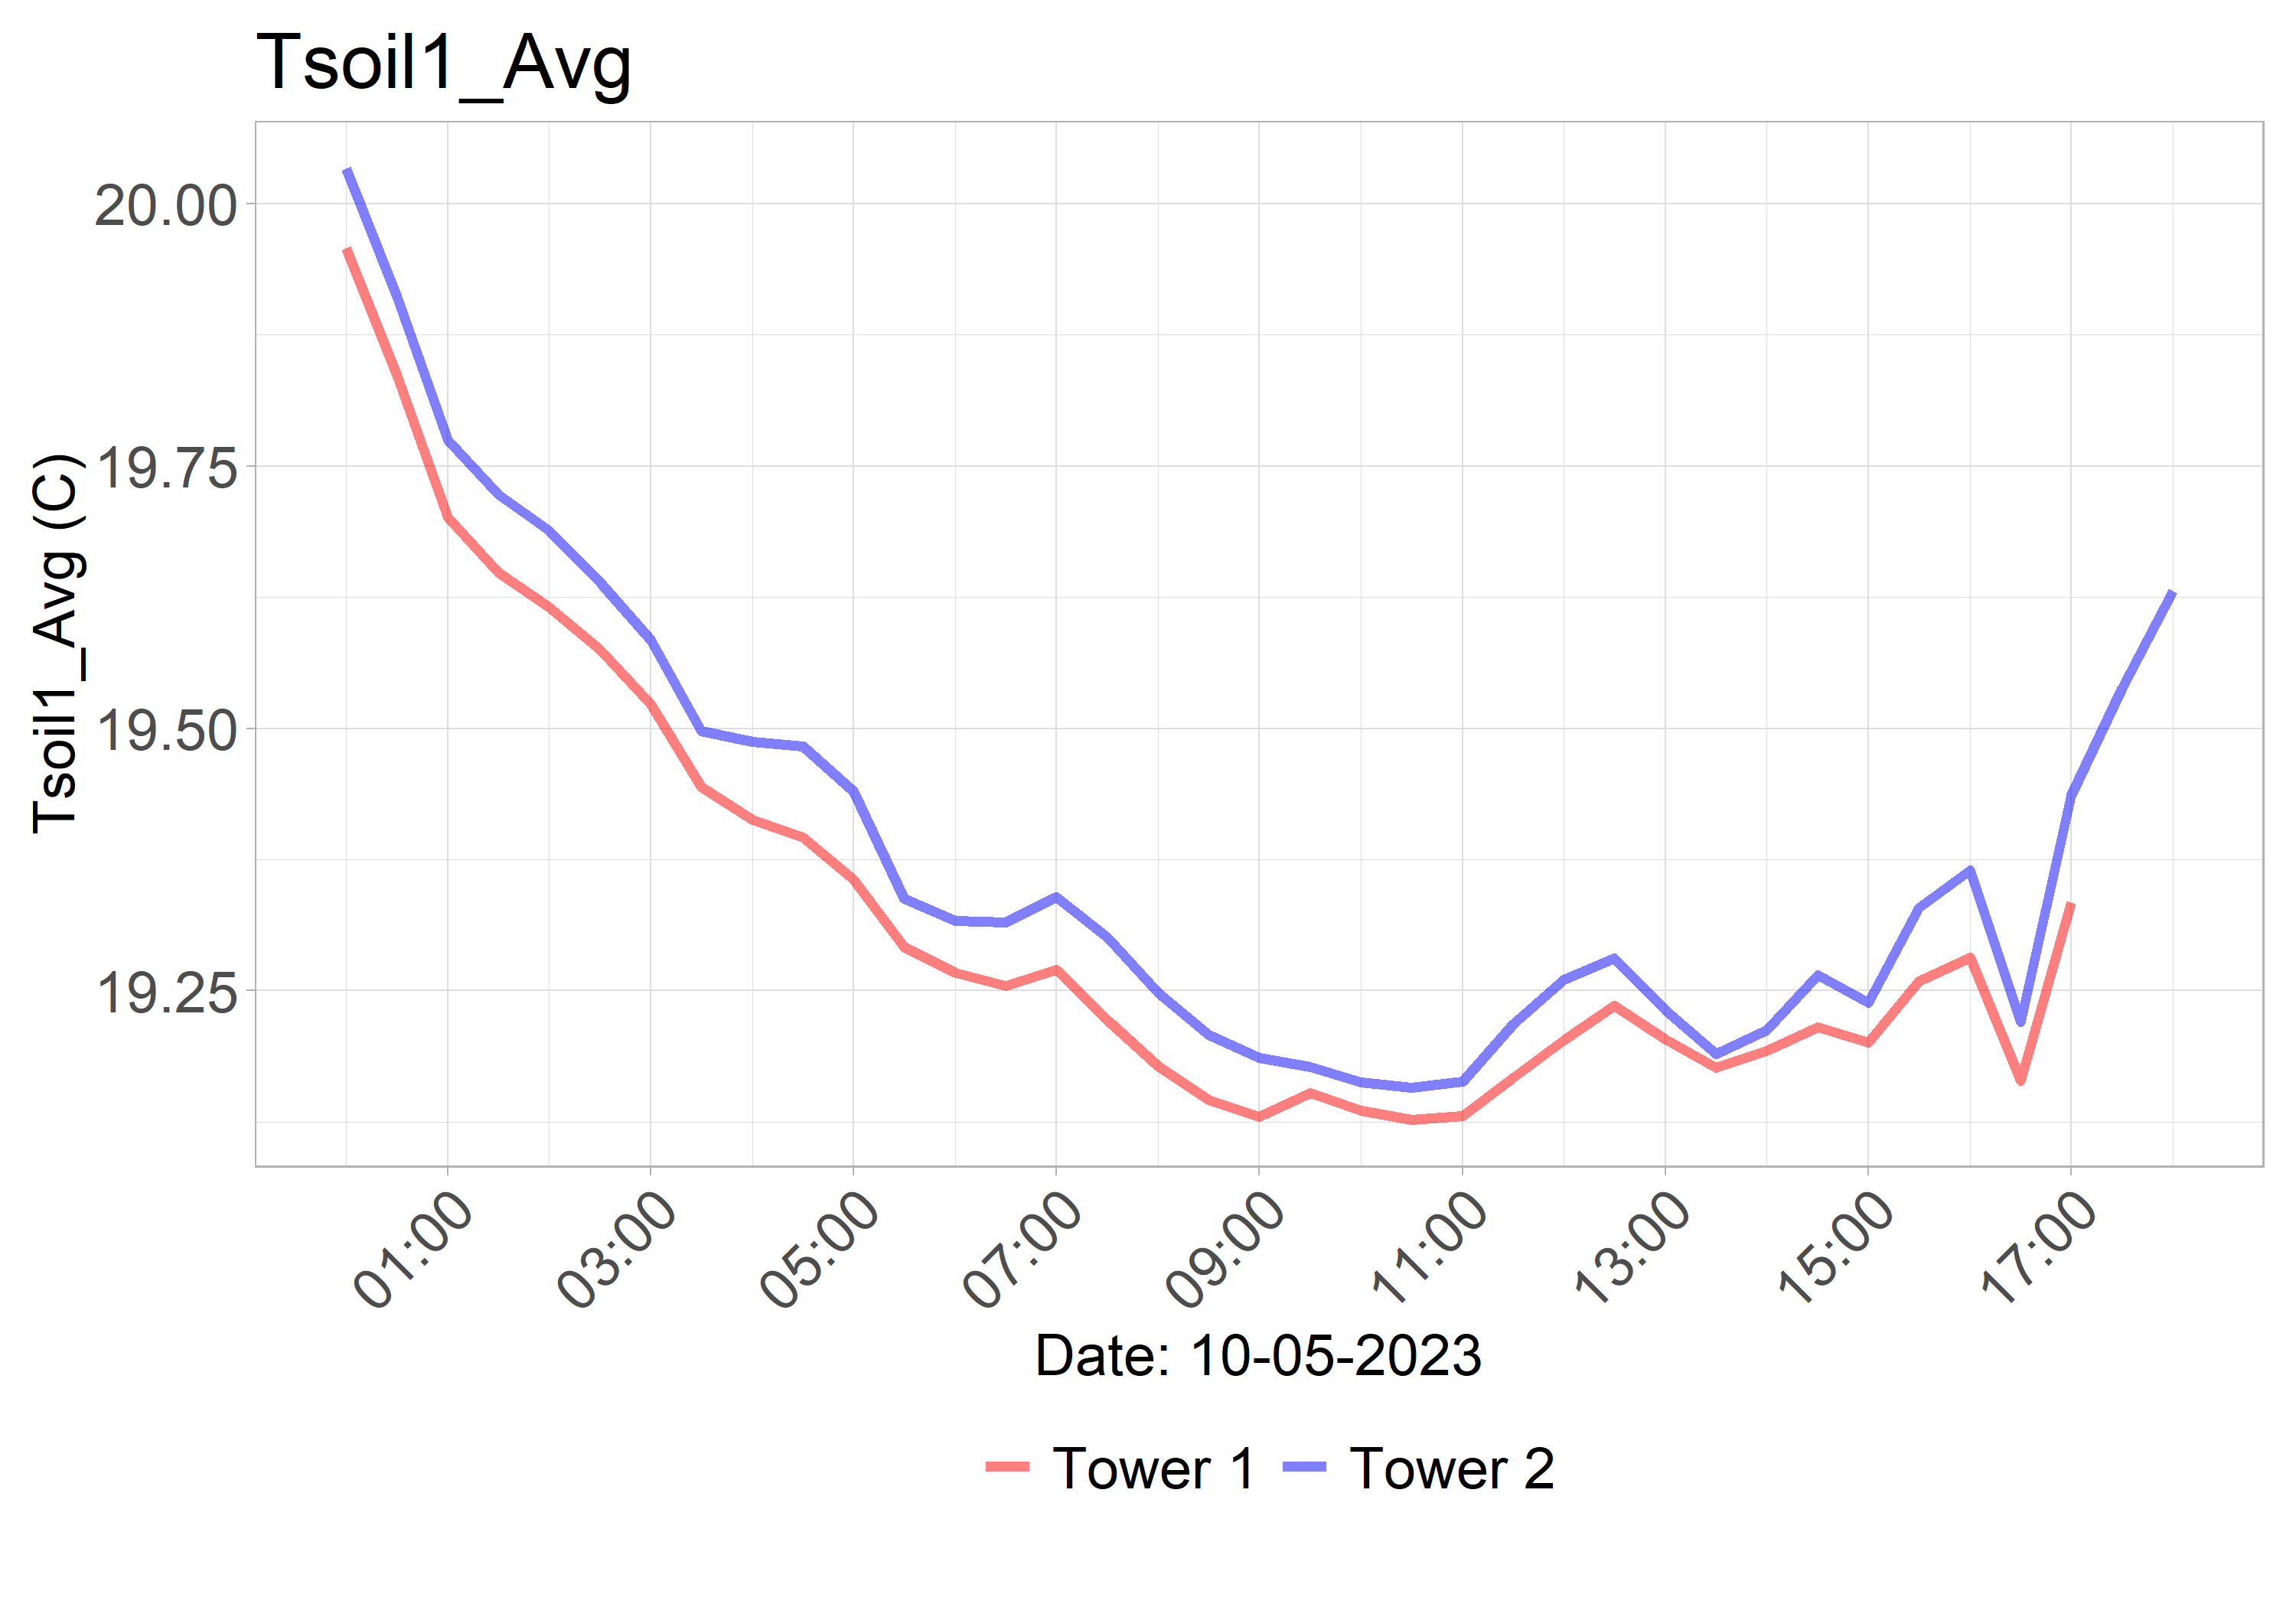 Tsoil1_Avg
Tsoil1_Avg (C)
20.00
19.75
19.50
19.25
01:00 03:00 05:00 07:00 09:00 11:00 13:00 15:00 17:00
Date: 10-05-2023
Tower 1 Tower 2